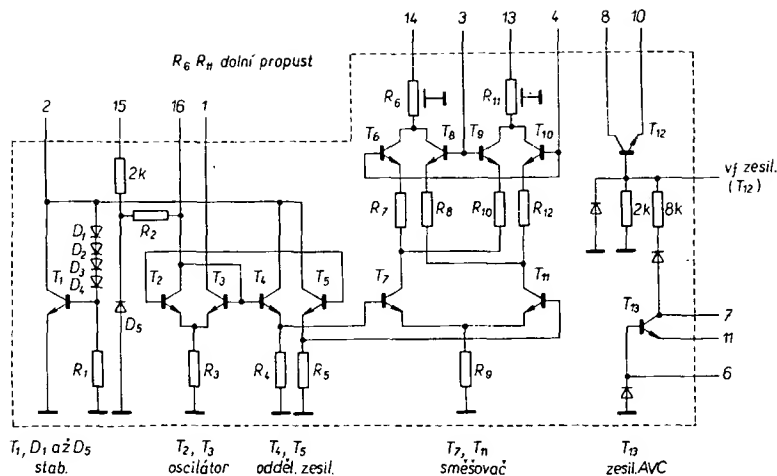 14 3 13 4 8 10
R6 R11 dolní propust
R6 R11
2 15 16 1
T6 T8 T9 T10 T12
2k
vf zesil.
(T12)
R2
D1
D2
D3
D4
R7 R8 R10 R12
2k 8k
T1 T2 T3 T4 T5 T7 T11
D5
T13
7
11
R1 R3 R4 R5 R9
6
T1, D1 až D5
stab.
T2, T3
oscilátor
T4, T5
odděl. zesil.
T7, T11
směšovač
T13
zesil. AVC